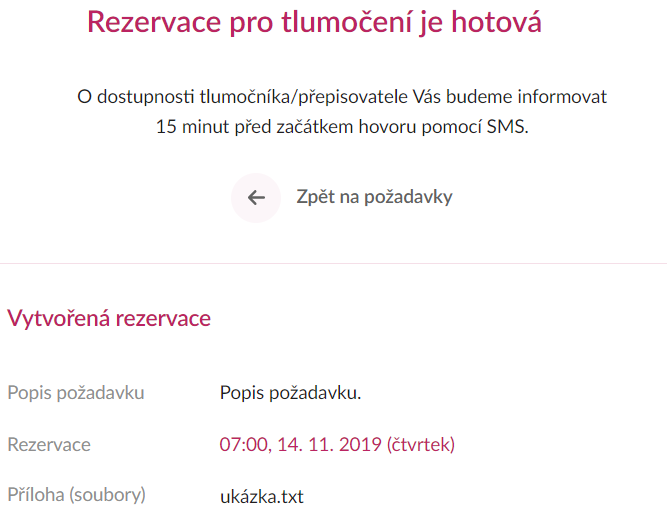 Rezervace pro tlumočení je hotová
O dostupnosti tlumočníka/přepisovatele Vás budeme informovat
15 minut před začátkem hovoru pomocí SMS.
Zpět na požadavky
Vytvořená rezervace
Popis požadavku Popis požadavku.
Rezervace 07:00, 14. 11. 2019 (čtvrtek)
Příloha (soubory) ukázka.txt